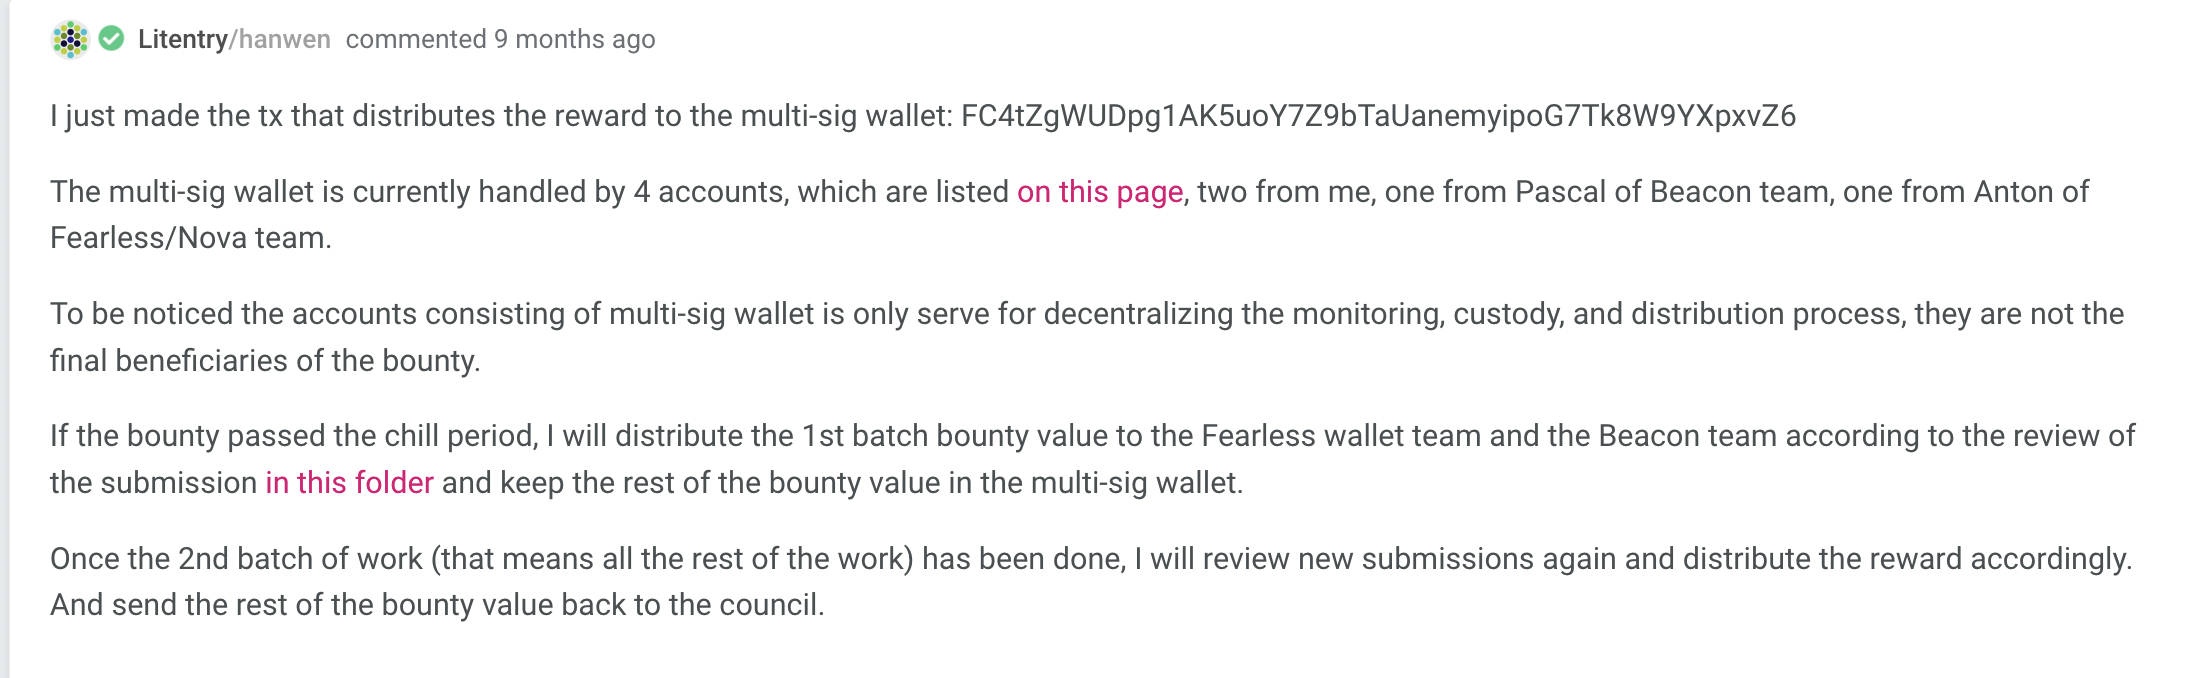 Litentry/hanwen commented 9 months ago
I just made the tx that distributes the reward to the multi-sig wallet: FC4tZgWUDpg1AK5uoY7Z9bTaUanemyipoG7Tk8W9YXpxvZ6
The multi-sig wallet is currently handled by 4 accounts, which are listed on this page, two from me, one from Pascal of Beacon team, one from Anton of
Fearless/Nova team.
To be noticed the accounts consisting of multi-sig wallet is only serve for decentralizing the monitoring, custody, and distribution process, they are not the
final beneficiaries of the bounty.
If the bounty passed the chill period, I will distribute the 1st batch bounty value to the Fearless wallet team and the Beacon team according to the review of
the submission in this folder and keep the rest of the bounty value in the multi-sig wallet.
Once the 2nd batch of work (that means all the rest of the work) has been done, I will review new submissions again and distribute the reward accordingly.
And send the rest of the bounty value back to the council.